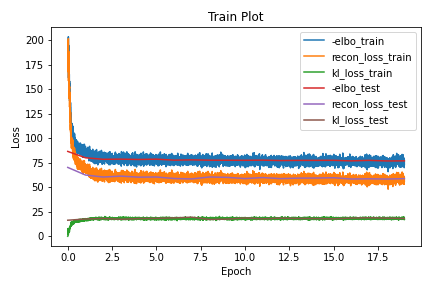 Train Plot
Loss
200
175
150
125
100
75
50
25
0
-elbo_train
recon_loss_train
kl_loss_train
-elbo_test
recon_loss_test
kl_loss_test
0.0 2.5 5.0 7.5 10.0 12.5 15.0 17.5
Epoch